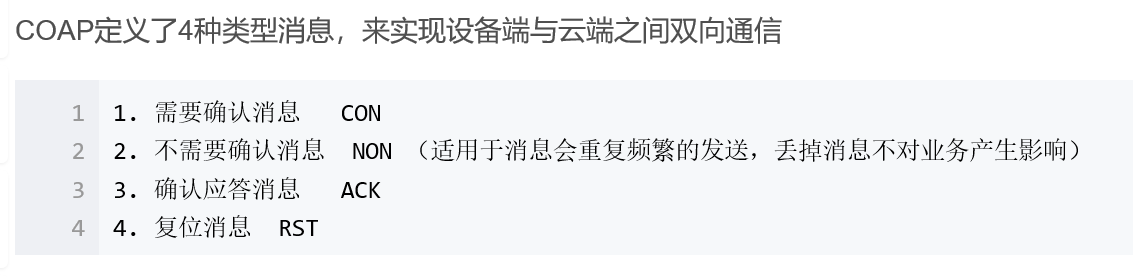 COAP定义了4种类型消息，来实现设备端与云端之间双向通信
1 1. 需要确认消息   CON
2 2. 不需要确认消息  NON （适用于消息会重复频繁的发送，丢掉消息不对业务产生影响）
3 3. 确认应答消息   ACK
4 4. 复位消息  RST